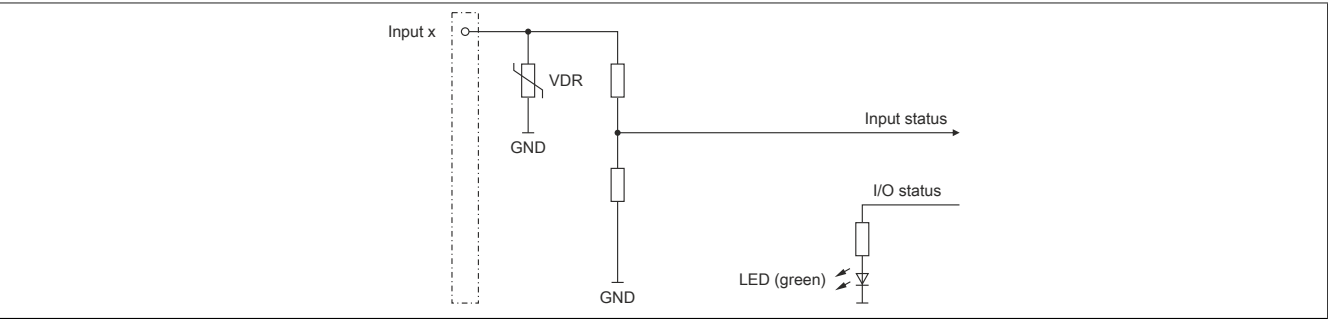 Input x
VDR
Input status
GND
I/O status
LED (green)
GND